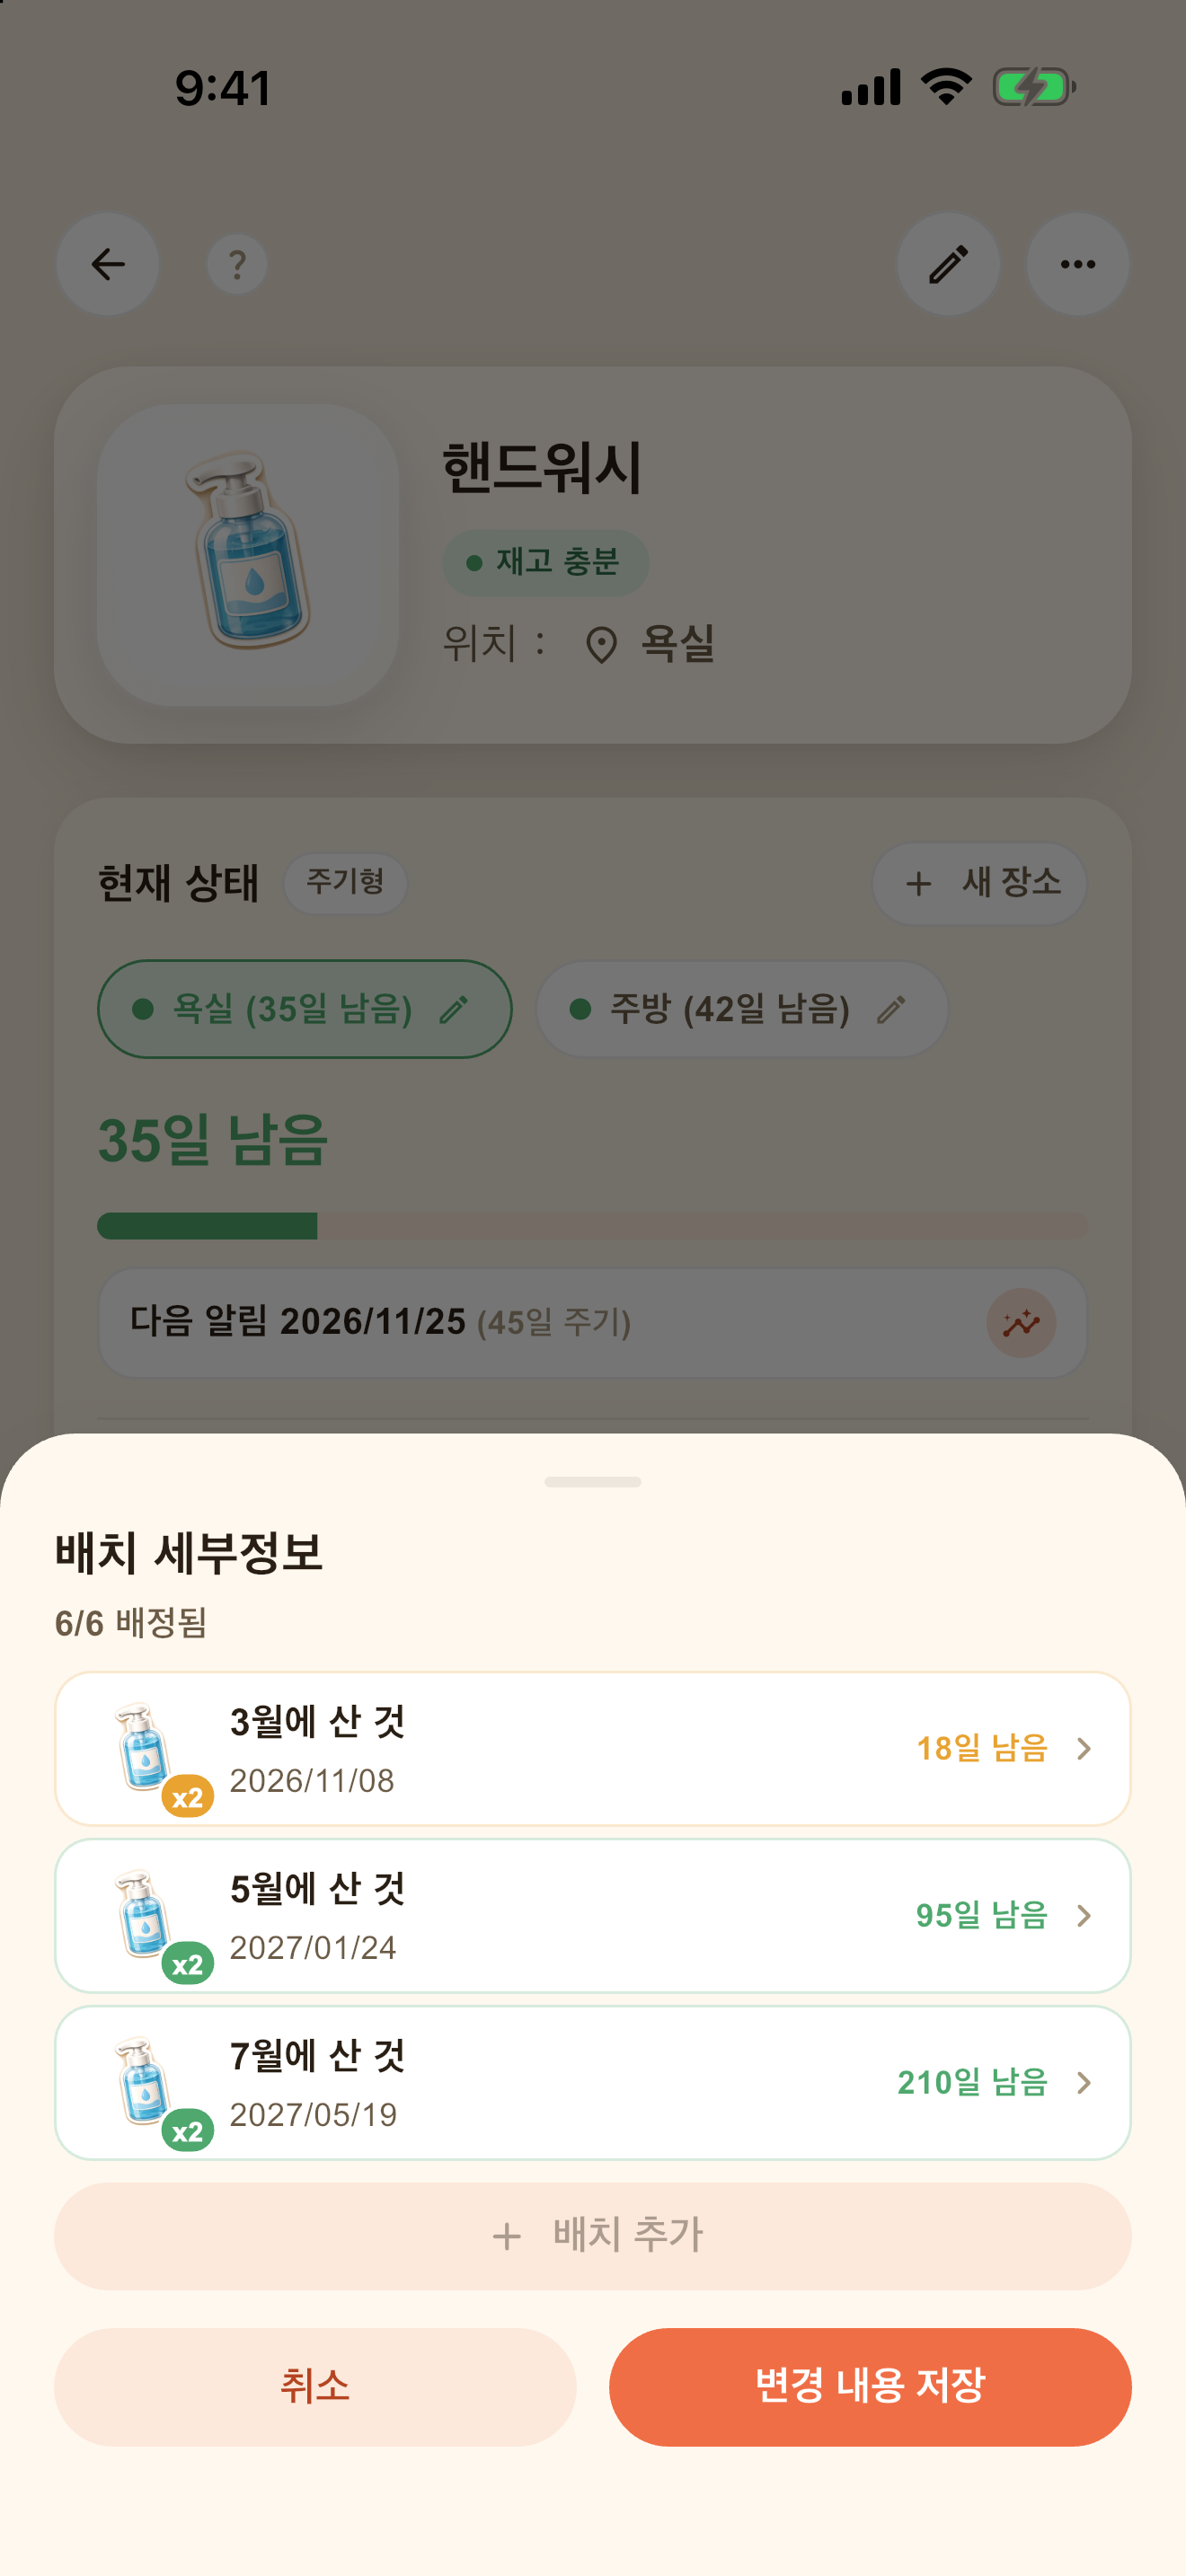 9:41
?
핸드워시
재고 충분
위치 : 욕실
현재 상태 주기형 + 새 장소
욕실 (35일 남음) 주방 (42일 남음)
35일 남음
다음 알림 2026/11/25 (45일 주기)
배치 세부정보
6/6 배정됨
3월에 산 것
2026/11/08
x2
18일 남음
5월에 산 것
2027/01/24
x2
95일 남음
7월에 산 것
2027/05/19
x2
210일 남음
+ 배치 추가
취소 변경 내용 저장